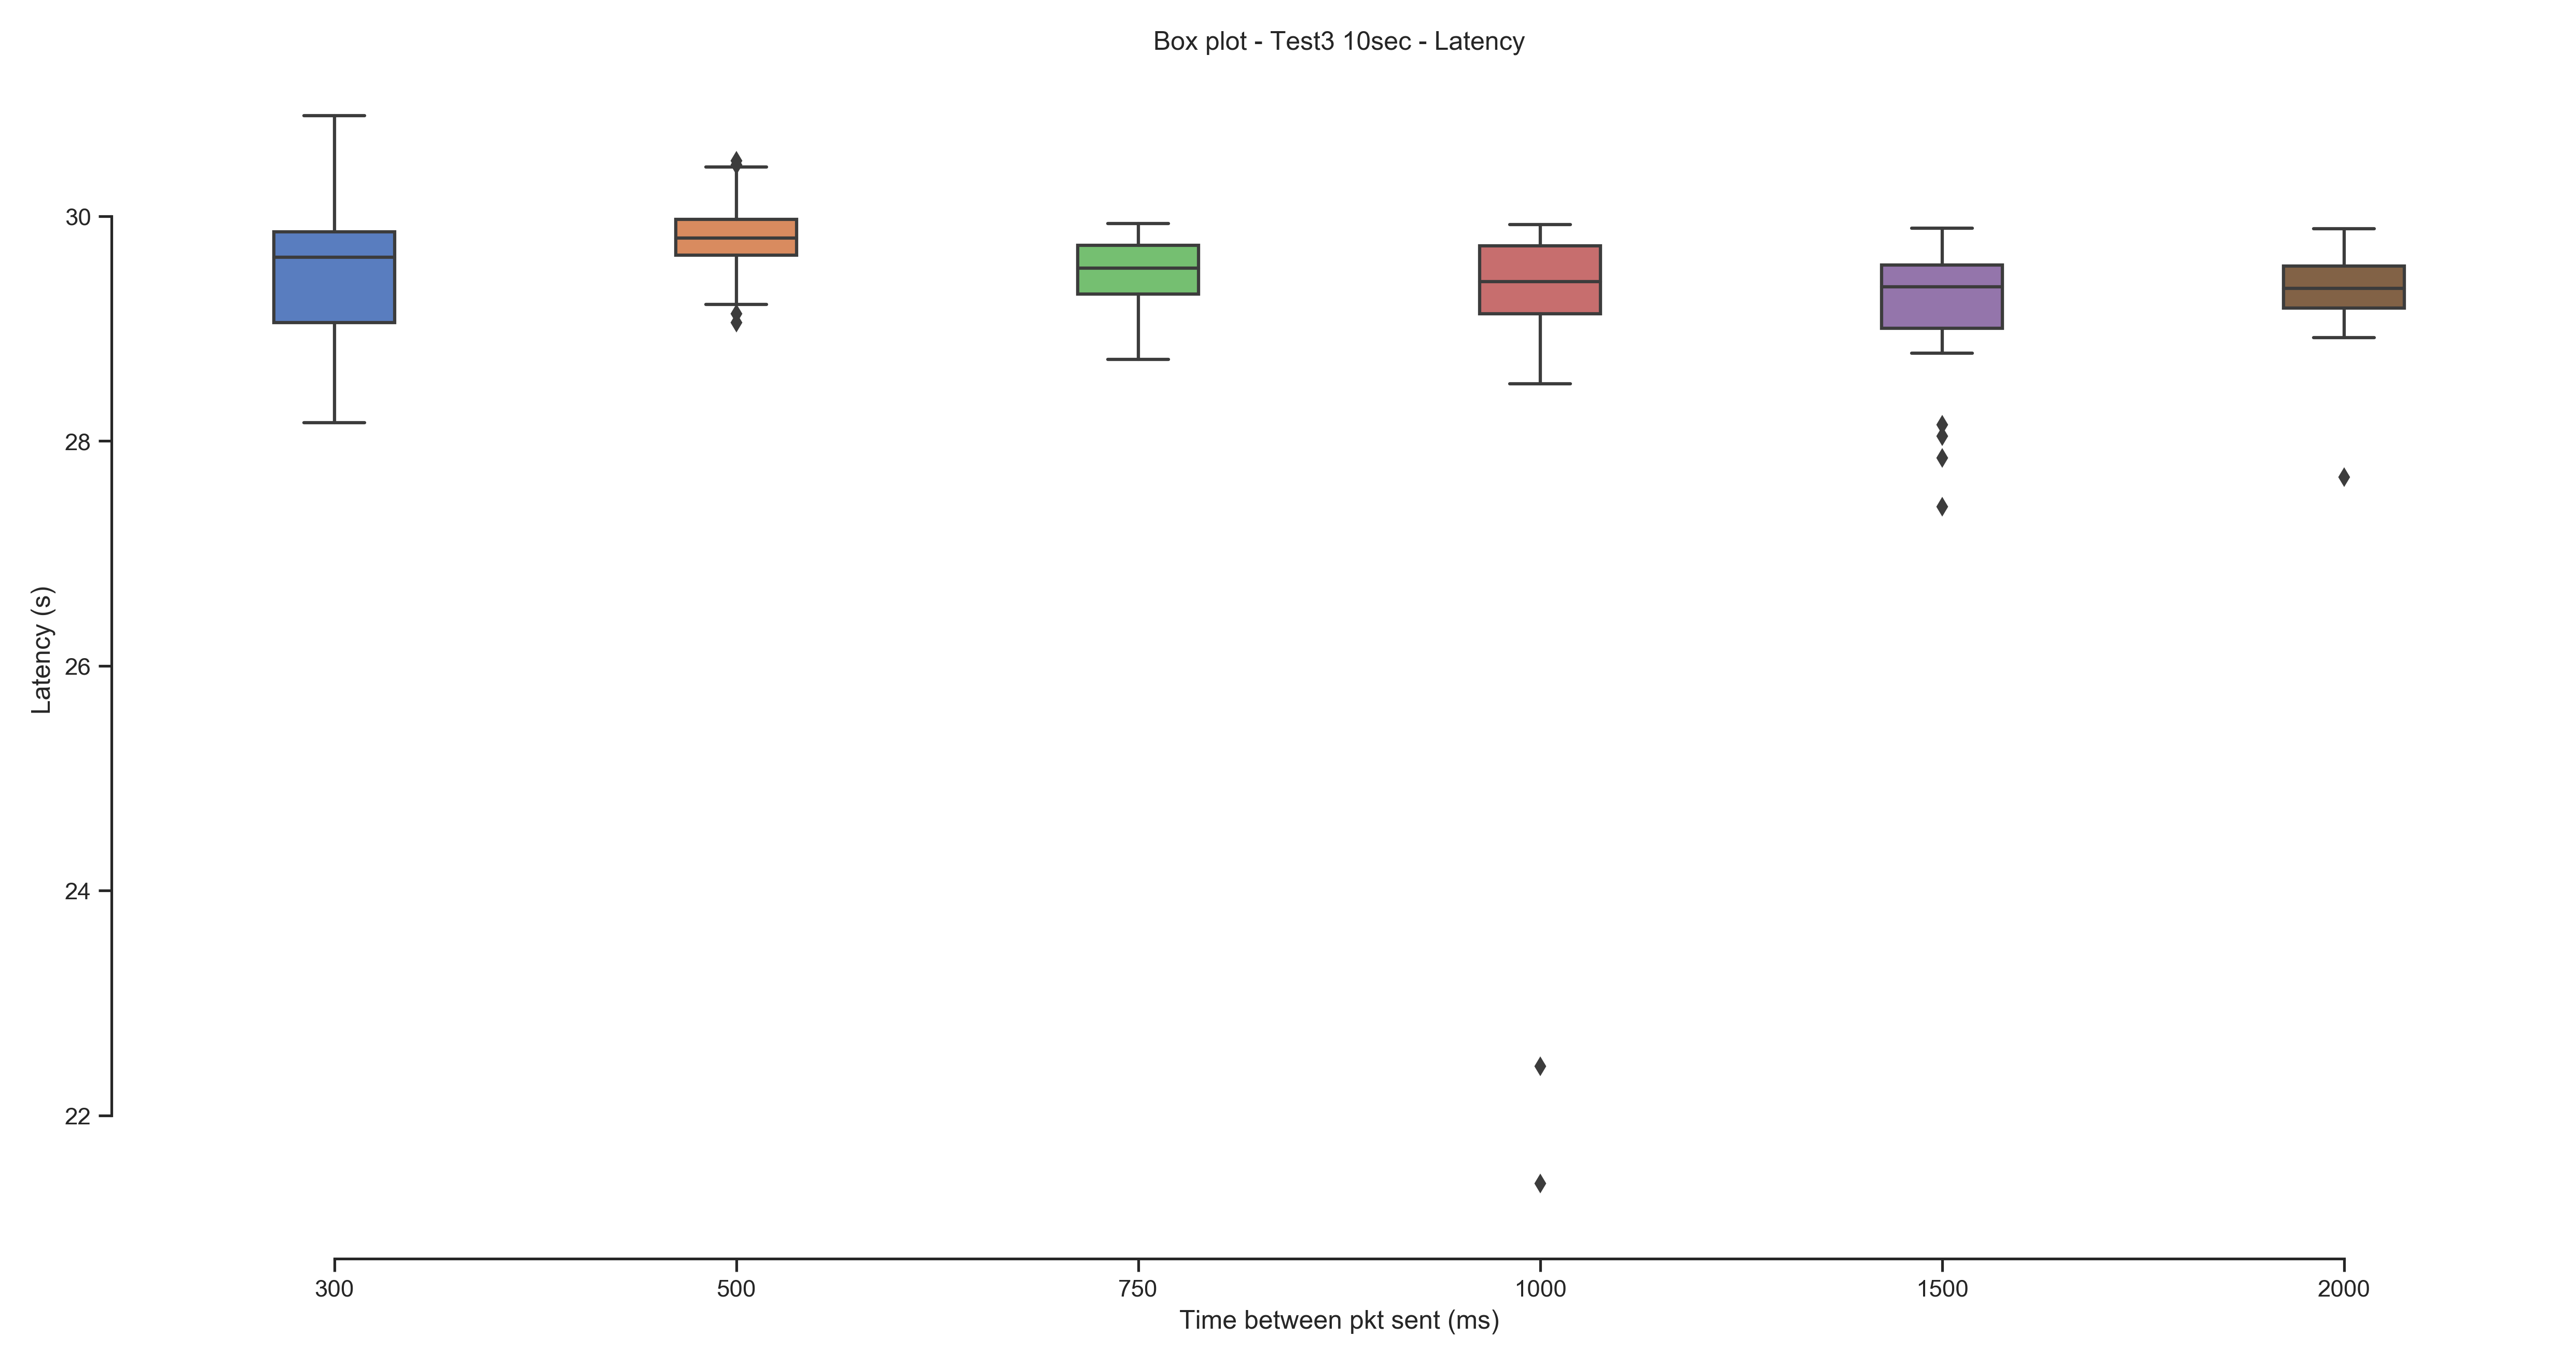 Box plot - Test3 10sec - Latency
30
28
26
24
22
Latency (s)
300 500 750 1000 1500 2000
Time between pkt sent (ms)